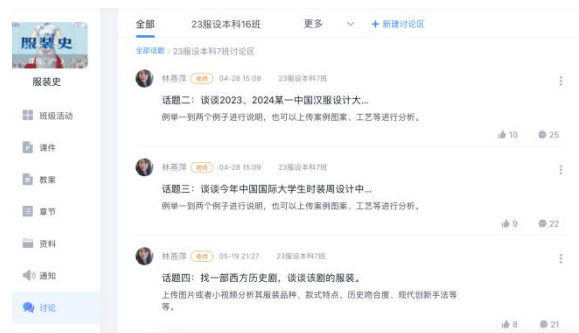 全部
23服设本科16班
更多
+ 新建讨论区
服装史
课程门户
全部话题 > 23服设本科7班讨论区
服装史
林燕萍 老师 04-28 15:08 23服设本科7班
话题二：谈谈2023、2024某一中国汉服设计大...
例举一到两个例子进行说明，也可以上传案例图案、工艺等进行分析。
10
25
班级活动
课件
教案
章节
资料
通知
讨论
林燕萍 老师 04-28 15:09 23服设本科7班
话题三：谈谈今年中国国际大学生时装周设计中...
例举一到两个例子进行说明，也可以上传案例图案、工艺等进行分析。
9
22
林燕萍 老师 05-19 21:27 23服设本科7班
话题四：找一部西方历史剧，谈谈该剧的服装。
上传图片或者小视频分析其服装品种、款式特点、历史吻合度、现代创新手法等
等。
8
21